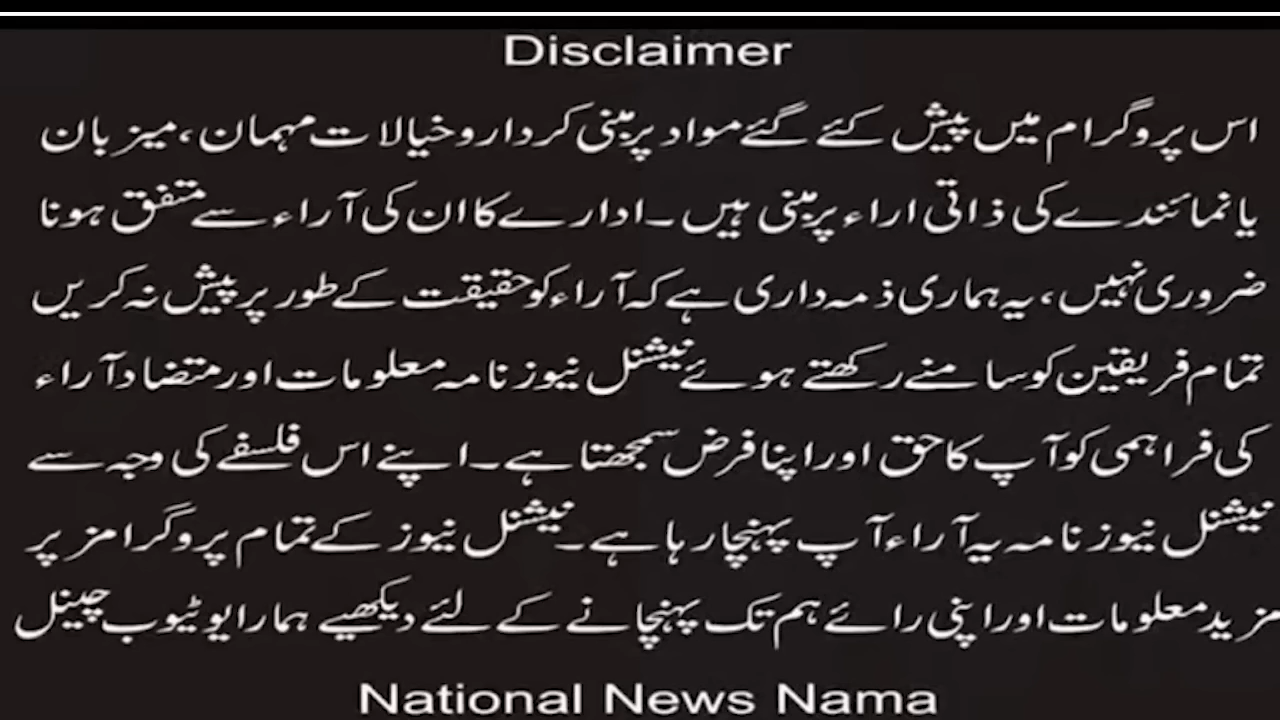 Disclaimer
اس پروگرام میں پیش کئے گئے مواد پر مبنی کردار و خیالات مہمان، میزبان
یا نمائندے کی ذاتی اراء پر مبنی ہیں۔ ادارے کا ان کی آراء سے متفق ہونا
ضروری نہیں، یہ ہماری ذمہ داری ہے کہ آراء کو حقیقت کے طور پر پیش نہ کریں
تمام فریقین کو سامنے رکھتے ہوئے نیشنل نیوز نامہ معلومات اور متضاد آراء
کی فراہمی کو آپ کا حق اور اپنا فرض سمجھتا ہے۔ اپنے اس فلسفے کی وجہ سے
نیشنل نیوز نامہ یہ آراء آپ پہنچا رہا ہے۔ نیشنل نیوز کے تمام پروگرامز پر
مزید معلومات اور اپنی رائے ہم تک پہنچانے کے لئے دیکھیے ہمارا یوٹیوب چینل
National News Nama